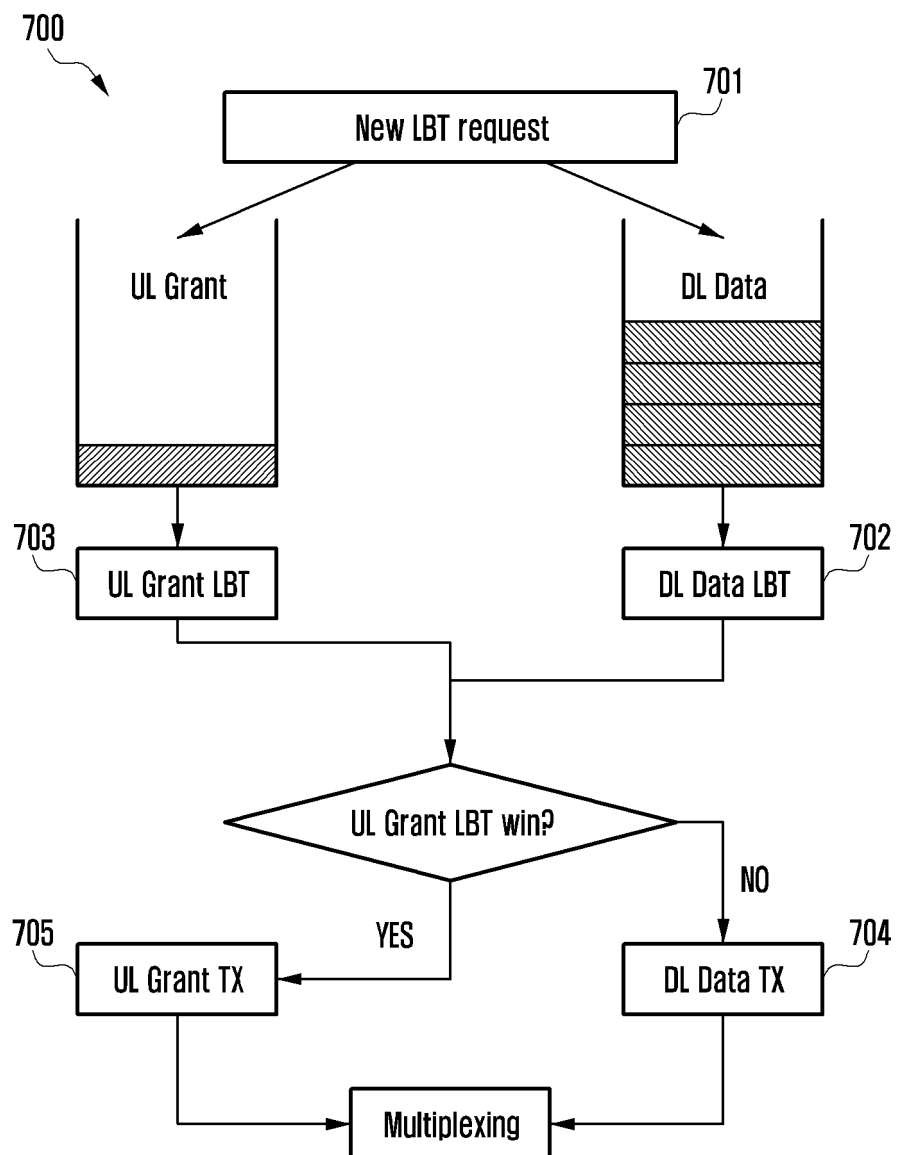 700
701
New LBT request
UL Grant
DL Data
703
702
UL Grant LBT
DL Data LBT
UL Grant LBT win?
NO
YES
705
704
UL Grant TX
DL Data TX
Multiplexing